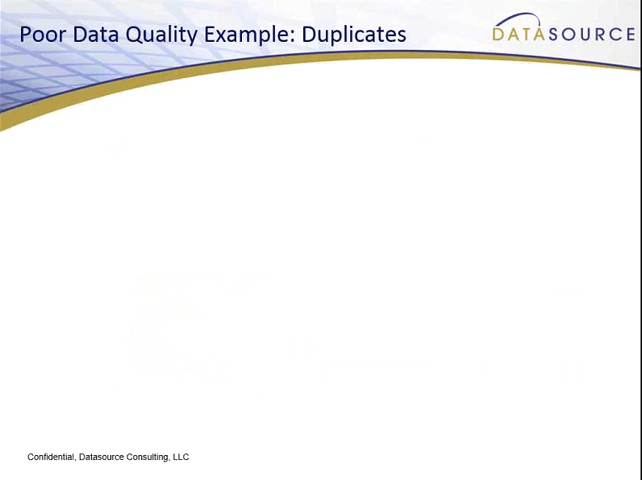 Poor Data Quality Example: Duplicates
DATASOURCE
Confidential, Datasource Consulting, LLC